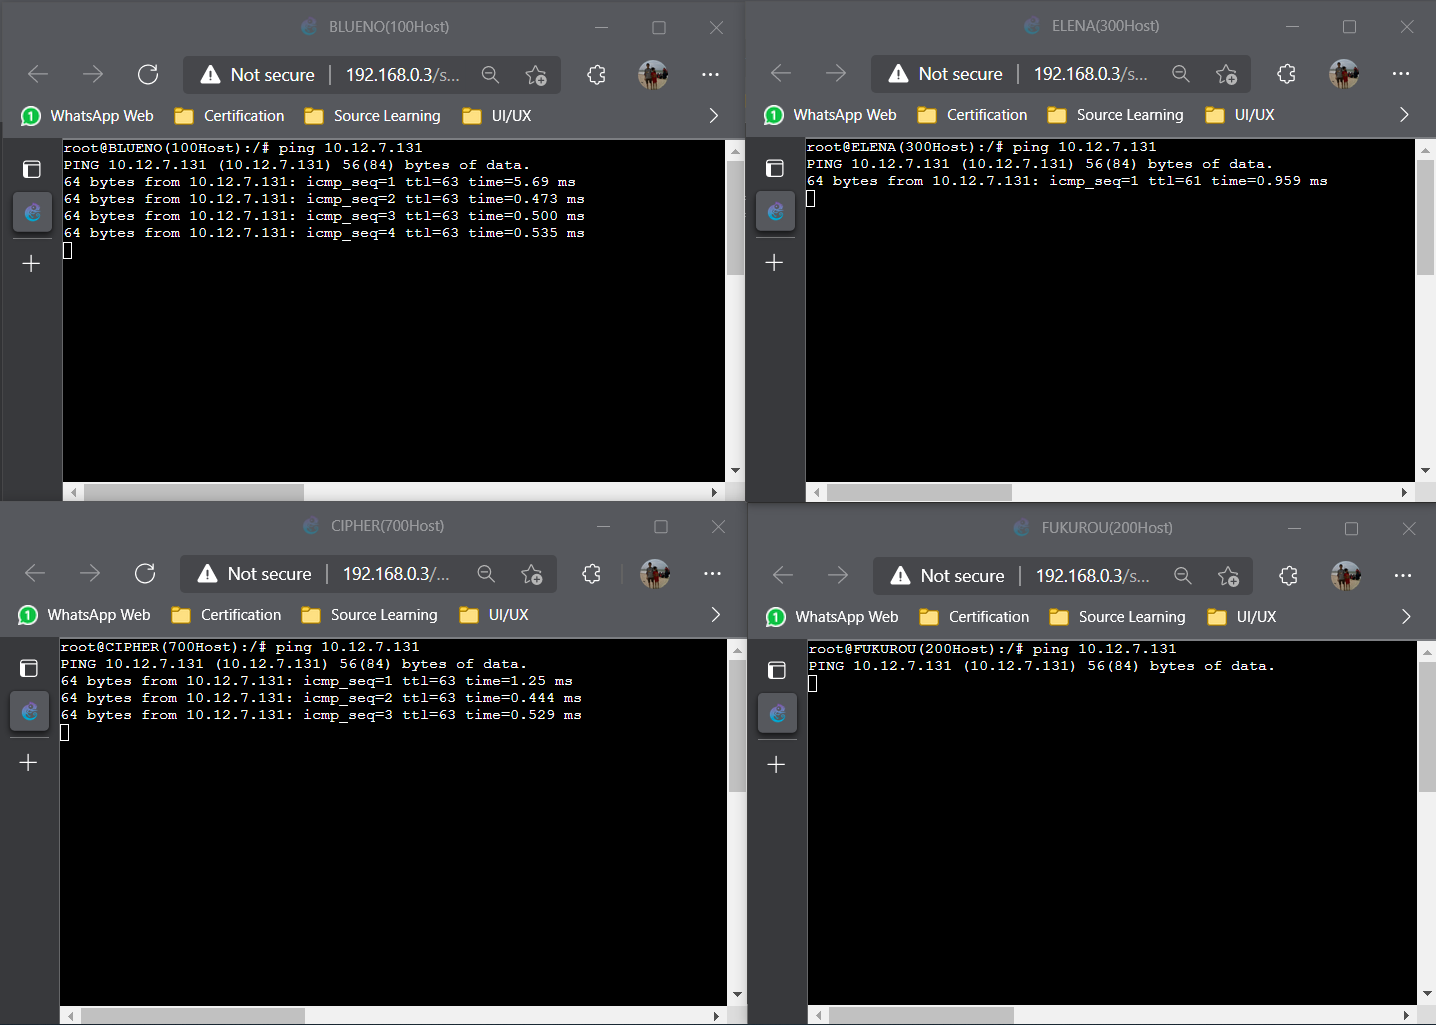 BLUENO(100Host)
Not secure | 192.168.0.3/s...
WhatsApp Web Certification Source Learning UI/UX
root@BLUENO(100Host):/# ping 10.12.7.131
PING 10.12.7.131 (10.12.7.131) 56(84) bytes of data.
64 bytes from 10.12.7.131: icmp_seq=1 ttl=63 time=5.69 ms
64 bytes from 10.12.7.131: icmp_seq=2 ttl=63 time=0.473 ms
64 bytes from 10.12.7.131: icmp_seq=3 ttl=63 time=0.500 ms
64 bytes from 10.12.7.131: icmp_seq=4 ttl=63 time=0.535 ms
ELENA(300Host)
Not secure | 192.168.0.3/s...
WhatsApp Web Certification Source Learning UI/UX
root@ELENA(300Host):/# ping 10.12.7.131
PING 10.12.7.131 (10.12.7.131) 56(84) bytes of data.
64 bytes from 10.12.7.131: icmp_seq=1 ttl=61 time=0.959 ms
CIPHER(700Host)
Not secure | 192.168.0.3/...
WhatsApp Web Certification Source Learning UI/UX
root@CIPHER(700Host):/# ping 10.12.7.131
PING 10.12.7.131 (10.12.7.131) 56(84) bytes of data.
64 bytes from 10.12.7.131: icmp_seq=1 ttl=63 time=1.25 ms
64 bytes from 10.12.7.131: icmp_seq=2 ttl=63 time=0.444 ms
64 bytes from 10.12.7.131: icmp_seq=3 ttl=63 time=0.529 ms
FUKUROU(200Host)
Not secure | 192.168.0.3/s...
WhatsApp Web Certification Source Learning UI/UX
root@FUKUROU(200Host):/# ping 10.12.7.131
PING 10.12.7.131 (10.12.7.131) 56(84) bytes of data.